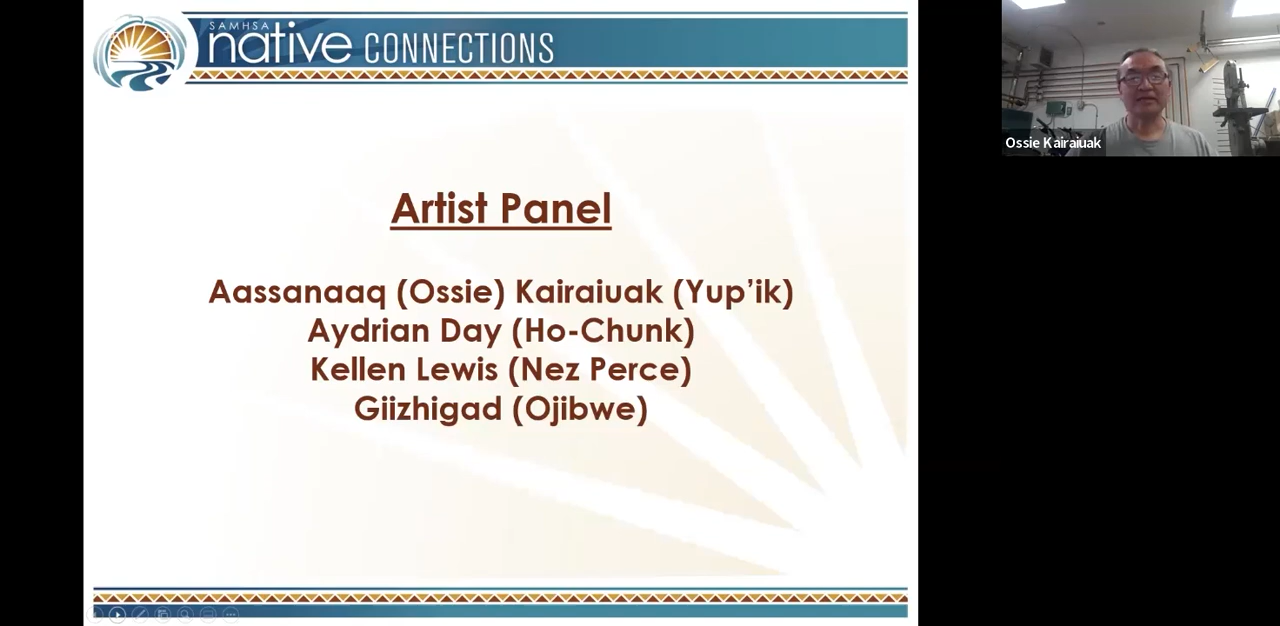 SAMHSA
native CONNECTIONS
Ossie Kairaiuak
Artist Panel
Aassanaaq (Ossie) Kairaiuak (Yup’ik)
Aydrian Day (Ho-Chunk)
Kellen Lewis (Nez Perce)
Giizhigad (Ojibwe)